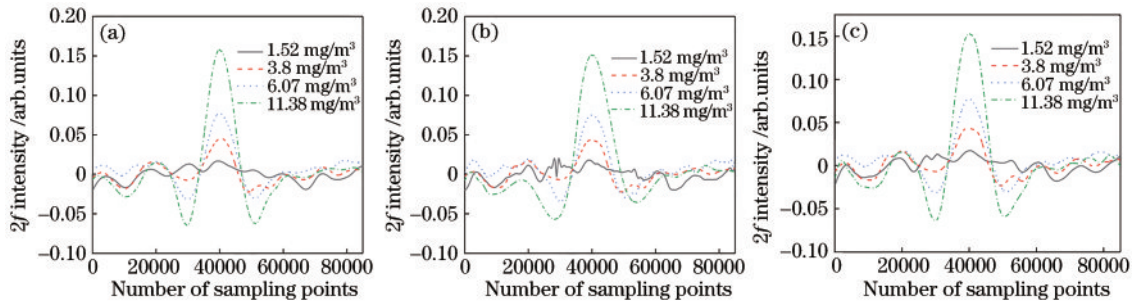 (a)
0.20
0.15
0.10
0.05
0
−0.05
−0.10
2f intensity /arb.units
1.52 mg/m³
3.8 mg/m³
6.07 mg/m³
11.38 mg/m³
0 20000 40000 60000 80000
Number of sampling points
(b)
0.20
0.15
0.10
0.05
0
−0.05
−0.10
2f intensity /arb.units
1.52 mg/m³
3.8 mg/m³
6.07 mg/m³
11.38 mg/m³
0 20000 40000 60000 80000
Number of sampling points
(c)
0.15
0.10
0.05
0
−0.05
−0.10
2f intensity /arb.units
1.52 mg/m³
3.8 mg/m³
6.07 mg/m³
11.38 mg/m³
0 20000 40000 60000 80000
Number of sampling points